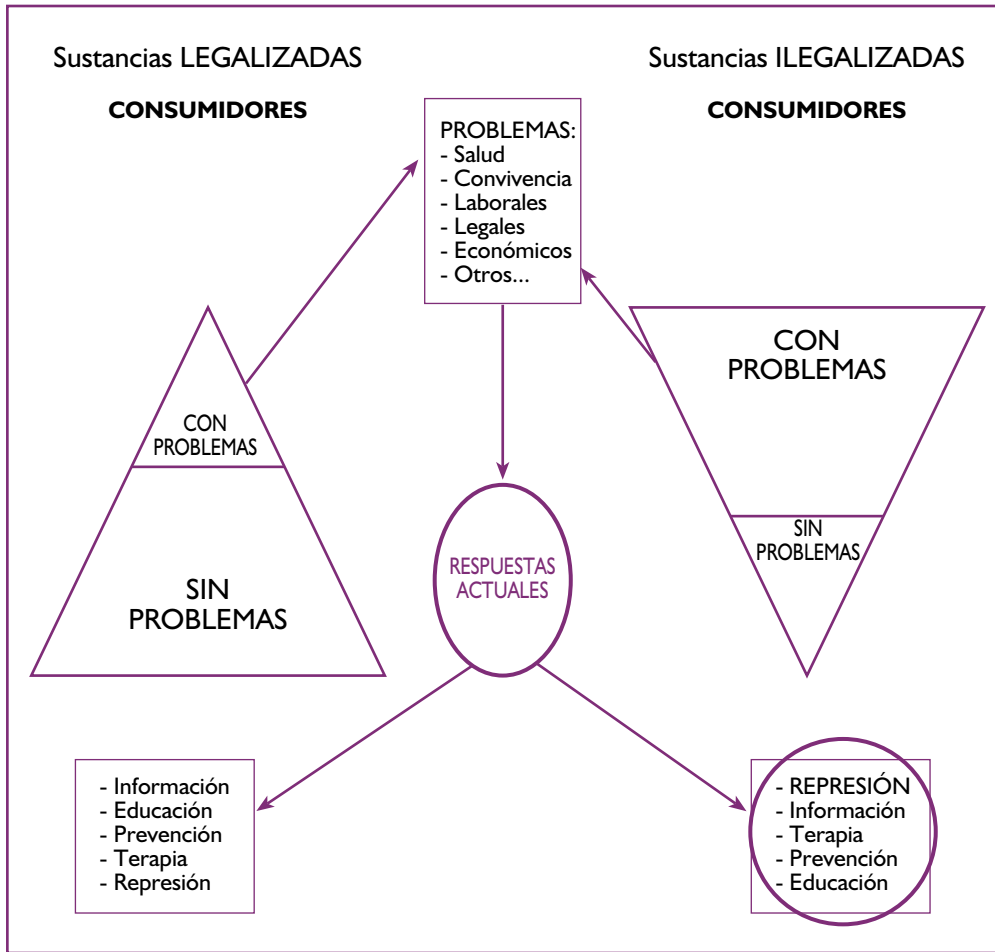 Sustancias LEGALIZADAS
CONSUMIDORES
Sustancias ILEGALIZADAS
CONSUMIDORES
PROBLEMAS:
- Salud
- Convivencia
- Laborales
- Legales
- Económicos
- Otros...
CON
PROBLEMAS
SIN
PROBLEMAS
CON
PROBLEMAS
SIN
PROBLEMAS
RESPUESTAS
ACTUALES
- Información
- Educación
- Prevención
- Terapia
- Represión
- REPRESIÓN
- Información
- Terapia
- Prevención
- Educación